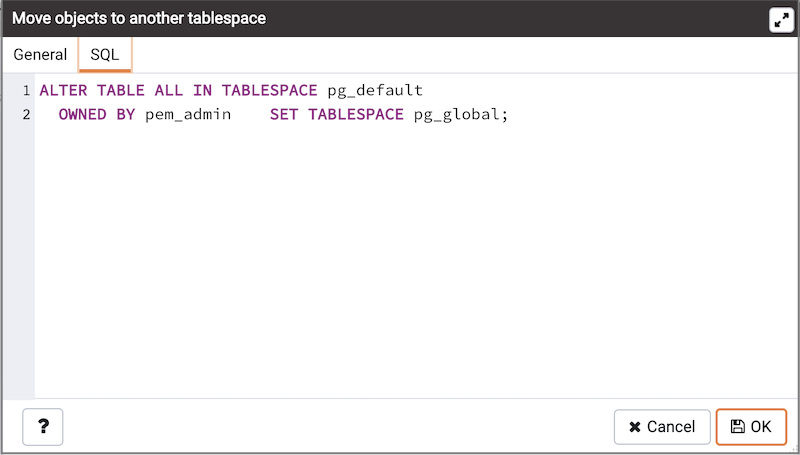 Move objects to another tablespace
General SQL
1 ALTER TABLE ALL IN TABLESPACE pg_default
2   OWNED BY pem_admin    SET TABLESPACE pg_global;
? Cancel OK